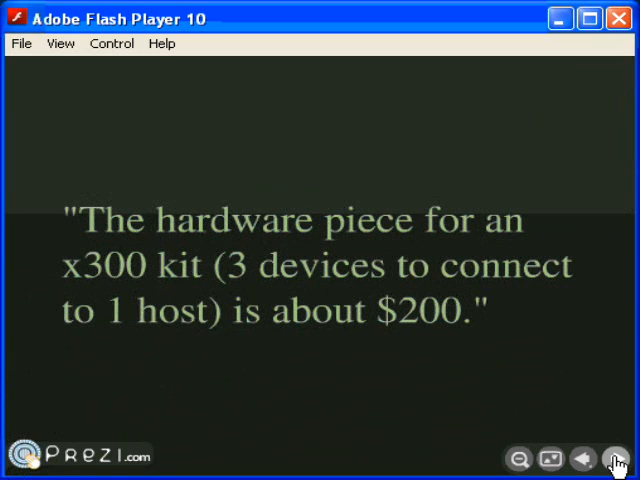 Adobe Flash Player 10
File View Control Help
"The hardware piece for an
x300 kit (3 devices to connect
to 1 host) is about $200."
PREZI.com